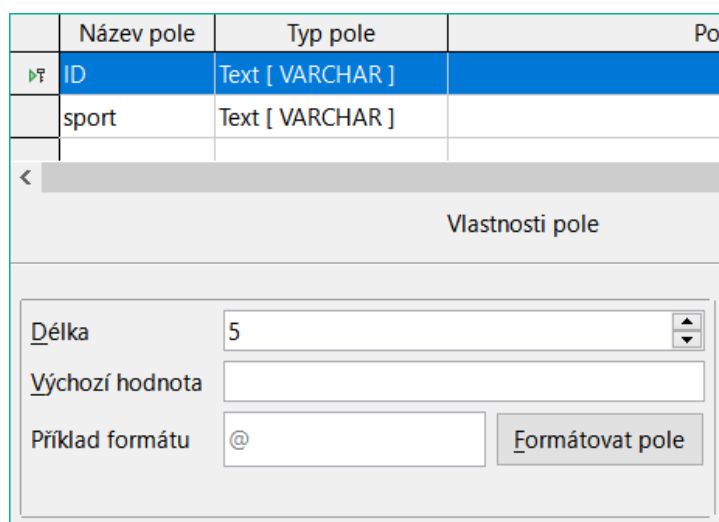 Název pole Typ pole Po
ID Text [ VARCHAR ]
sport Text [ VARCHAR ]
Vlastnosti pole
Délka 5
Výchozí hodnota
Příklad formátu @ Formátovat pole